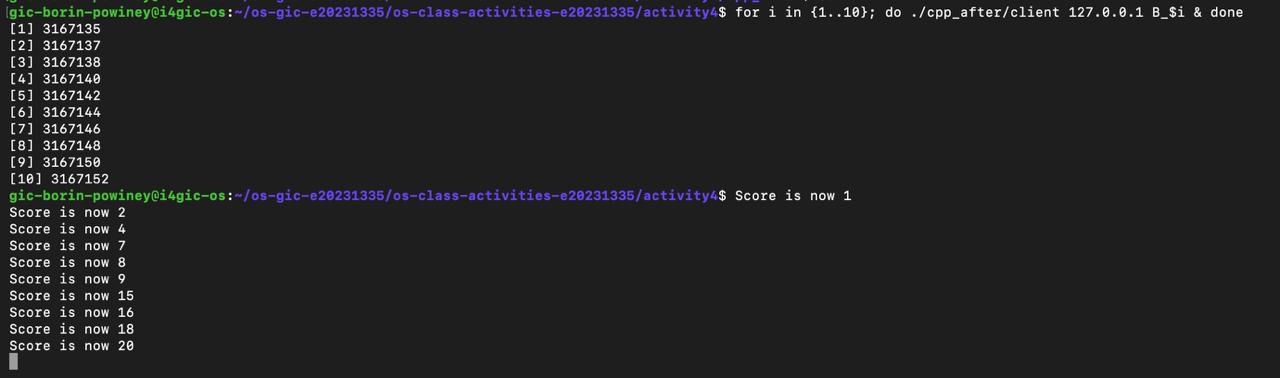 gic-borin-powiney@i4gic-os:~/os-gic-e20231335/os-class-activities-e20231335/activity4$ for i in {1..10}; do ./cpp_after/client 127.0.0.1 B_$i & done
[1] 3167135
[2] 3167137
[3] 3167138
[4] 3167140
[5] 3167142
[6] 3167144
[7] 3167146
[8] 3167148
[9] 3167150
[10] 3167152
gic-borin-powiney@i4gic-os:~/os-gic-e20231335/os-class-activities-e20231335/activity4$ Score is now 1
Score is now 2
Score is now 4
Score is now 7
Score is now 8
Score is now 9
Score is now 15
Score is now 16
Score is now 18
Score is now 20